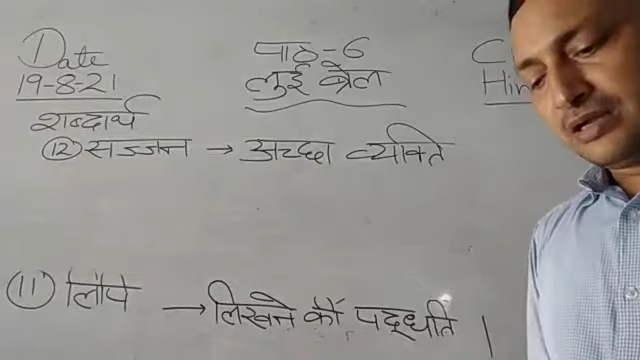 Date
19-8-21
पाठ-6
लुई ब्रेल
C
Hin
शब्दार्थ
(12) सज्जन → अच्छा व्यक्ति
(11) लिपि → लिखने की पद्धति ।